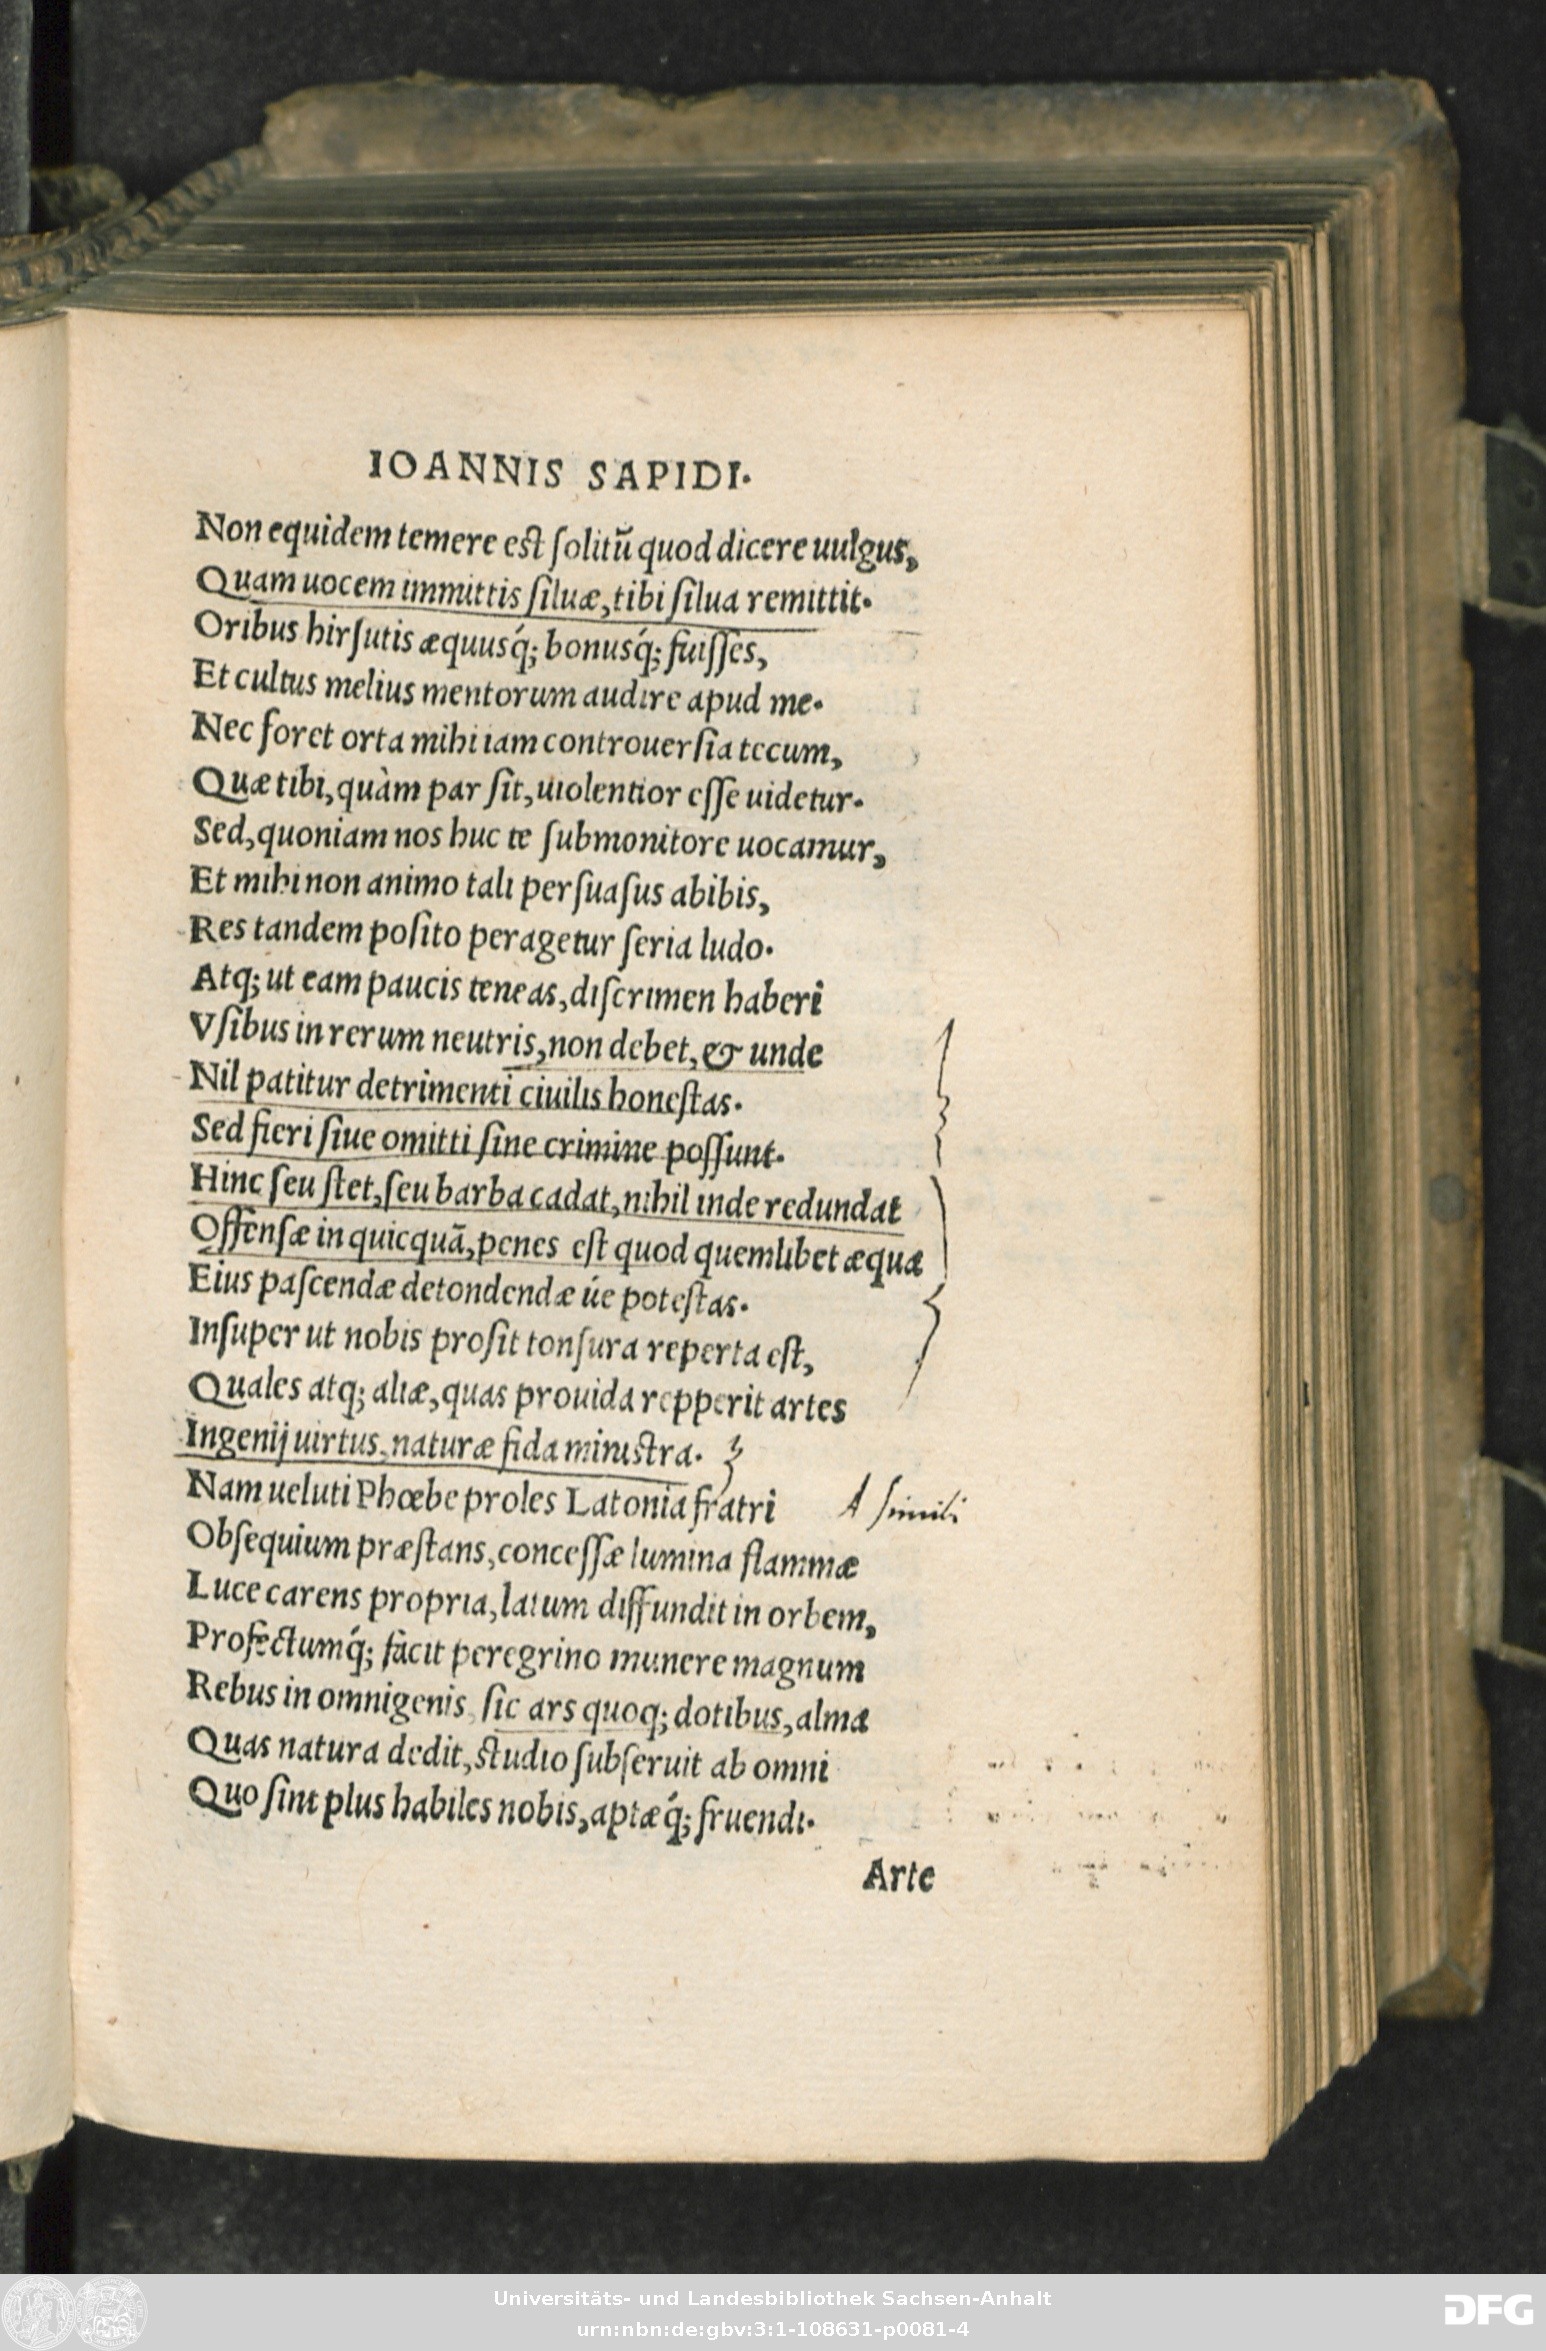 IOANNIS SAPIDI.
Non equidem temere est ſolitū quod dicere uulgus,
Quam uocem immittis ſiluæ, tibi ſilua remittit.
Oribus hirſutis æquusq́; bonusq́; fuiſſes,
Et cultus melius mentorum audire apud me.
Nec foret orta mihi iam controuerſia tecum,
Quæ tibi, quàm par ſit, uiolentior eſſe uidetur.
Sed, quoniam nos huc te ſubmonitore uocamur,
Et mihi non animo tali perſuaſus abibis,
Res tandem poſito peragetur ſeria ludo.
Atq; ut eam paucis teneas, diſcrimen haberi
Vſibus in rerum neutris, non debet, & unde
Nil patitur detrimenti ciuilis honeſtas.
Sed fieri ſiue omitti ſine crimine poſſunt.
Hinc ſeu ſtet, ſeu barba cadat, nihil inde redundat
Offenſæ in quicquā, penes eſt quod quemlibet æqua
Eius paſcendæ detondendæ úe poteſtas.
Inſuper ut nobis proſit tonſura reperta eſt,
Quales atq; aliæ, quas prouida repperit artes
Ingenij uirtus, naturæ fida ministra.
Nam ueluti Phœbe proles Latonia fratri
A ſimili
Obſequium præſtans, conceſſæ lumina flammæ
Luce carens propria, latum diffundit in orbem,
Profectumq́; facit peregrino munere magnum
Rebus in omnigenis, ſic ars quoq; dotibus, alma
Quas natura dedit, studio ſubſeruit ab omni
Quo ſint plus habiles nobis, aptæq́; fruendi.
Arte
Universitäts- und Landesbibliothek Sachsen-Anhalt
urn:nbn:de:gbv:3:1-108631-p0081-4
DFG